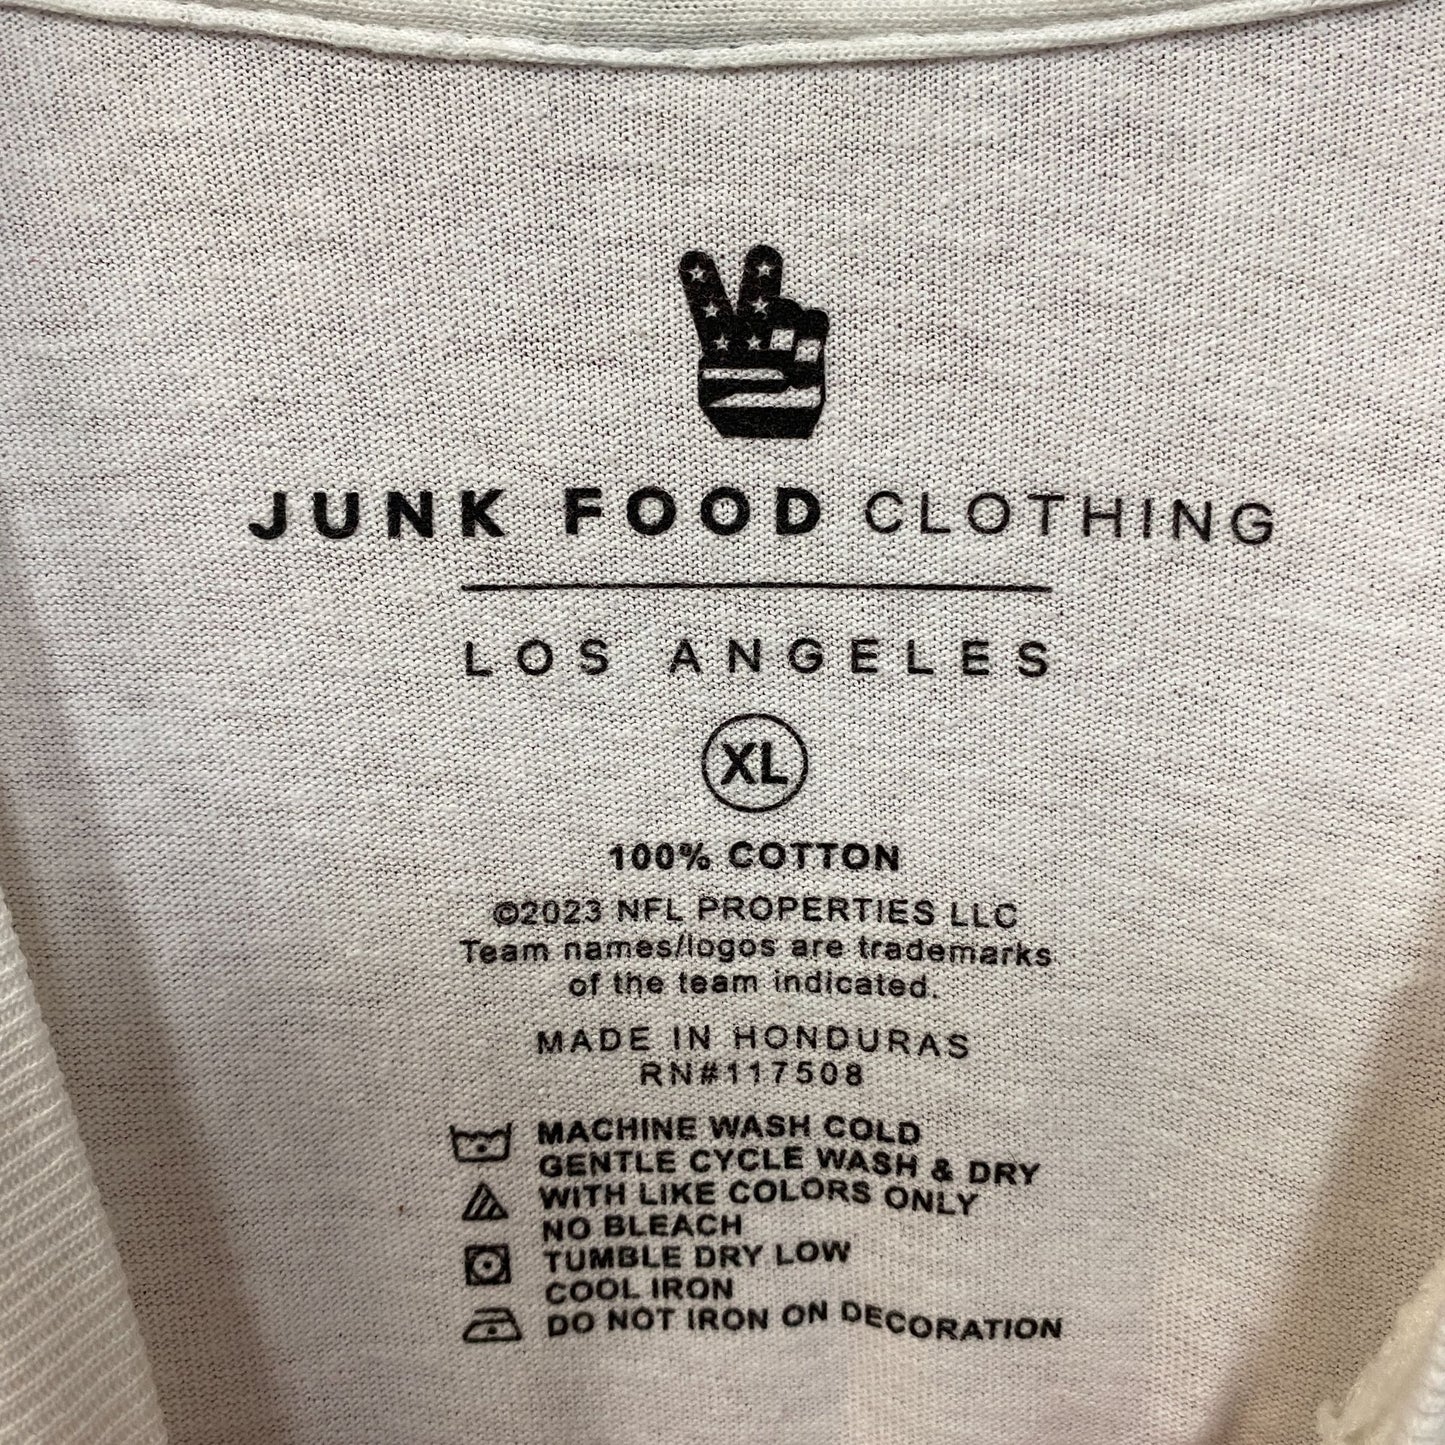 JUNK FOOD CLOTHING
LOS ANGELES
XL
100% COTTON
©2023 NFL PROPERTIES LLC
Team names/logos are trademarks
of the team indicated.
MADE IN HONDURAS
RN#117508
MACHINE WASH COLD
GENTLE CYCLE WASH & DRY
WITH LIKE COLORS ONLY
NO BLEACH
TUMBLE DRY LOW
COOL IRON
DO NOT IRON ON DECORATION